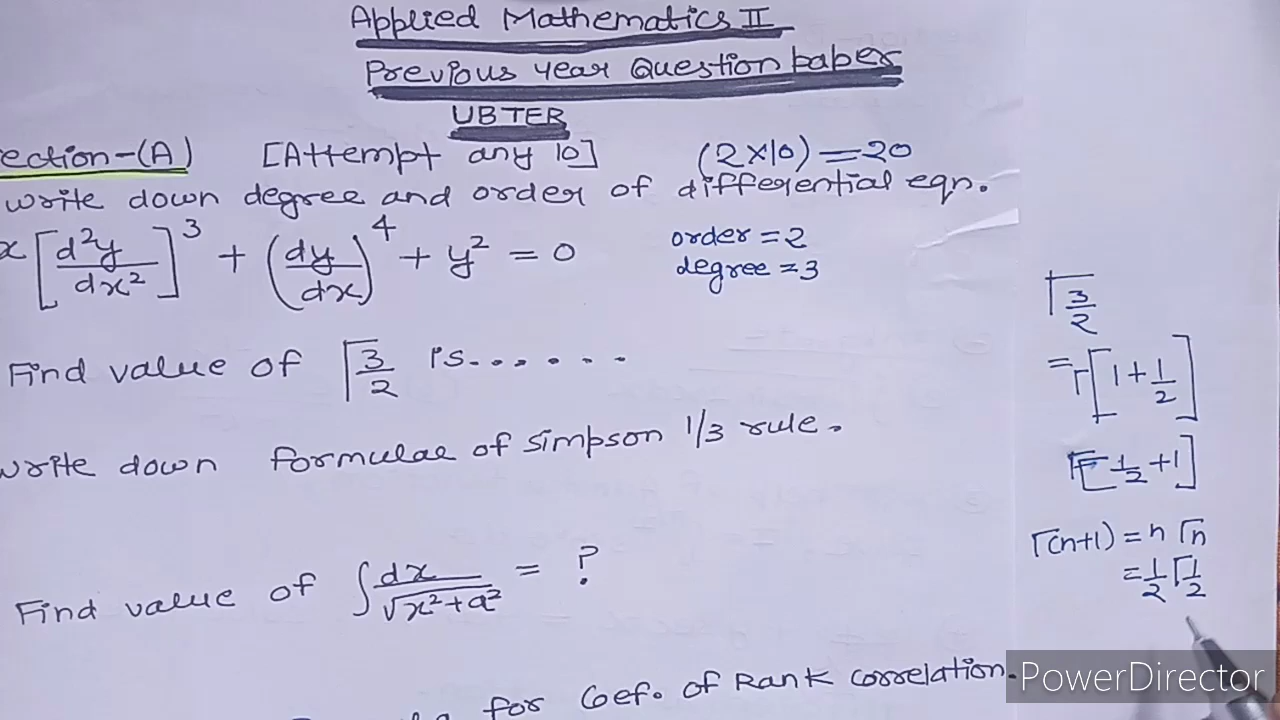 Applied Mathematics II
Previous year Question paper
UBTER
ection-(A) [Attempt any 10] (2×10)=20
write down degree and order of differential eqn.
x[d²y/dx²]³ + (dy/dx)⁴ + y² = 0
order = 2
degree = 3
Find value of Γ3/2 is......
write down formulae of simpson 1/3 rule.
Find value of ∫dx/√x²+a² = ?
for Coef. of Rank correlation.
Γ3/2
=Γ[1+1/2]
Γ[1/2+1]
Γ(n+1) = n Γn
=1/2 Γ1/2
PowerDirector